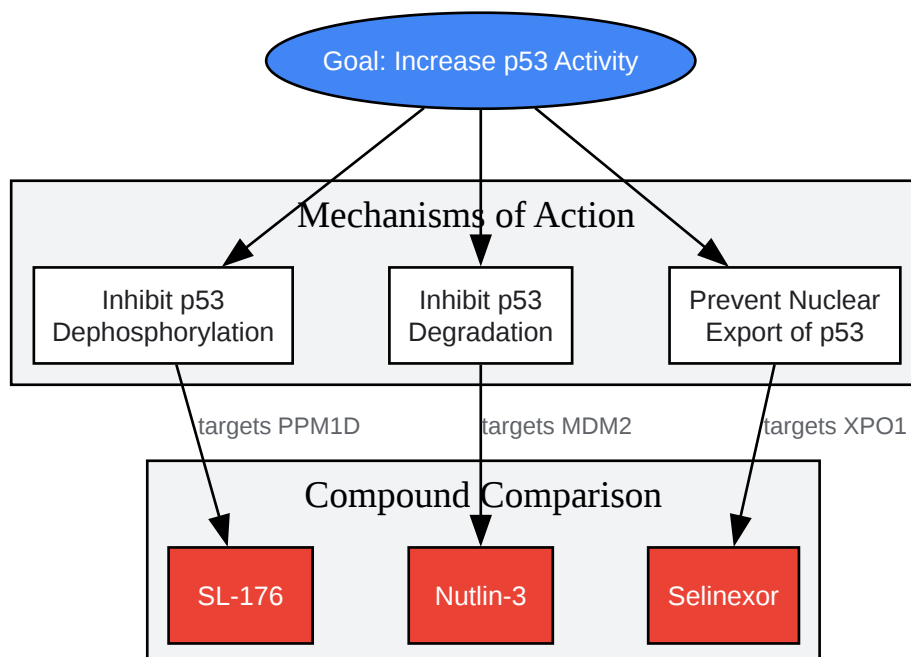 Goal: Increase p53 Activity
Mechanisms of Action
Inhibit p53
Dephosphorylation
Inhibit p53
Degradation
Prevent Nuclear
Export of p53
targets PPM1D
targets MDM2
targets XPO1
Compound Comparison
SL-176
Nutlin-3
Selinexor